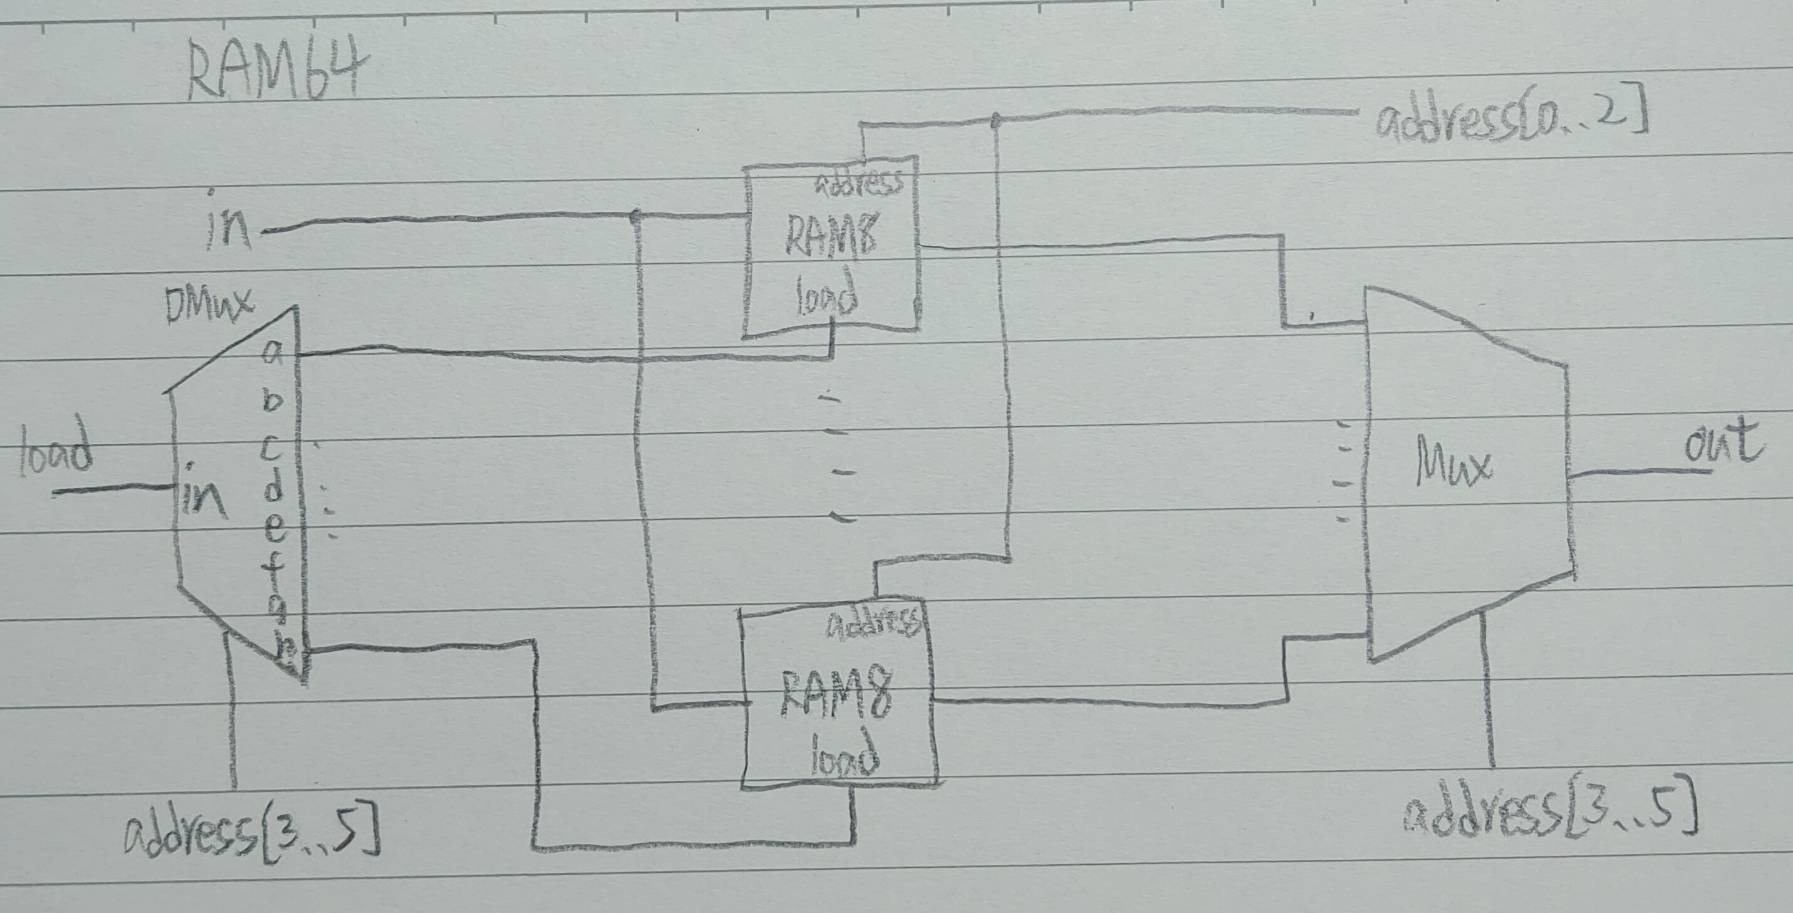 RAM64
address[0..2]
in
address
RAM8
load
DMux
a
b
c
d
e
f
g
h
load
in
Mux
out
address
RAM8
load
address[3..5]
address[3..5]